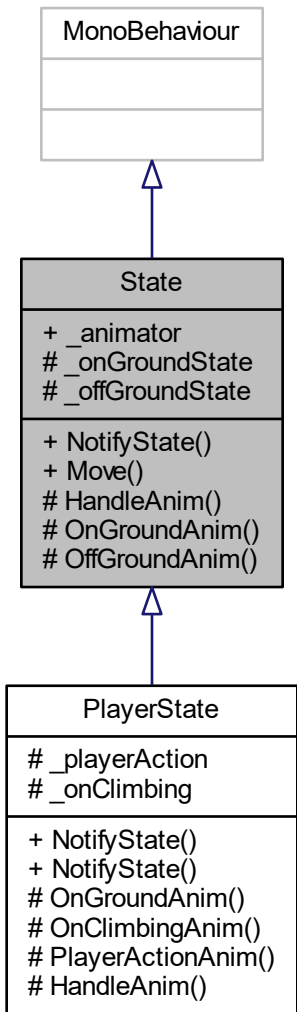 MonoBehaviour
State
+ _animator
# _onGroundState
# _offGroundState
+ NotifyState()
+ Move()
# HandleAnim()
# OnGroundAnim()
# OffGroundAnim()
PlayerState
# _playerAction
# _onClimbing
+ NotifyState()
+ NotifyState()
# OnGroundAnim()
# OnClimbingAnim()
# PlayerActionAnim()
# HandleAnim()